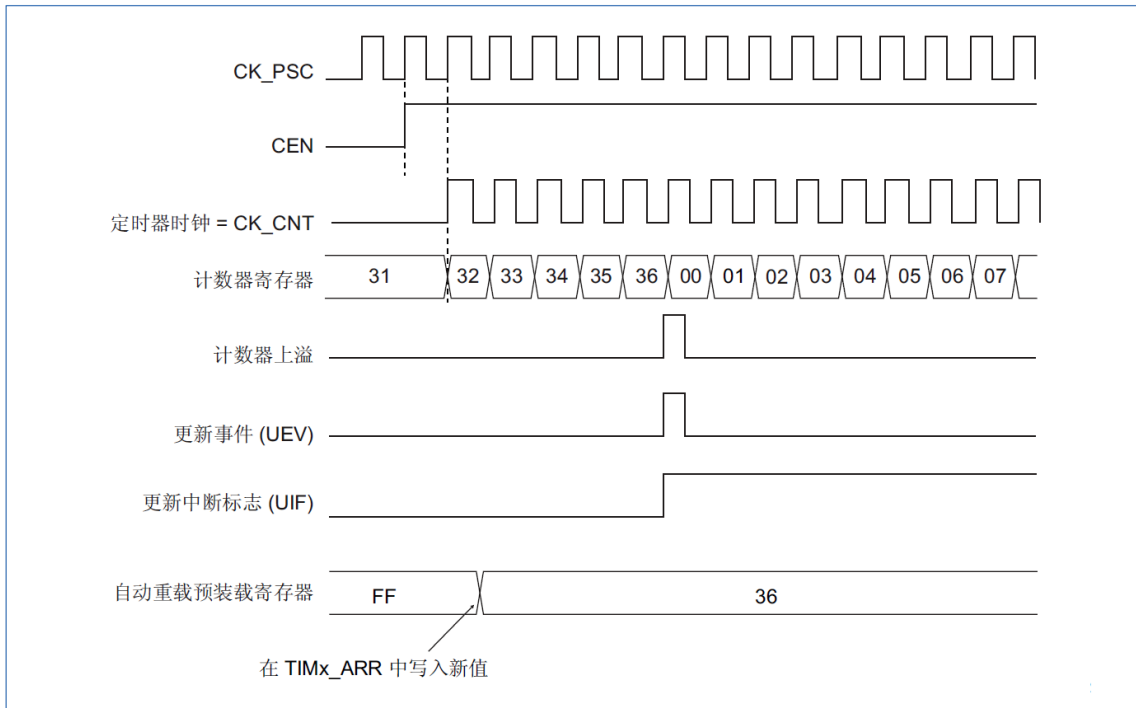 CK_PSC
CEN
定时器时钟 = CK_CNT
计数器寄存器 31 32 33 34 35 36 00 01 02 03 04 05 06 07
计数器上溢
更新事件 (UEV)
更新中断标志 (UIF)
自动重载预装载寄存器 FF 36
在 TIMx_ARR 中写入新值